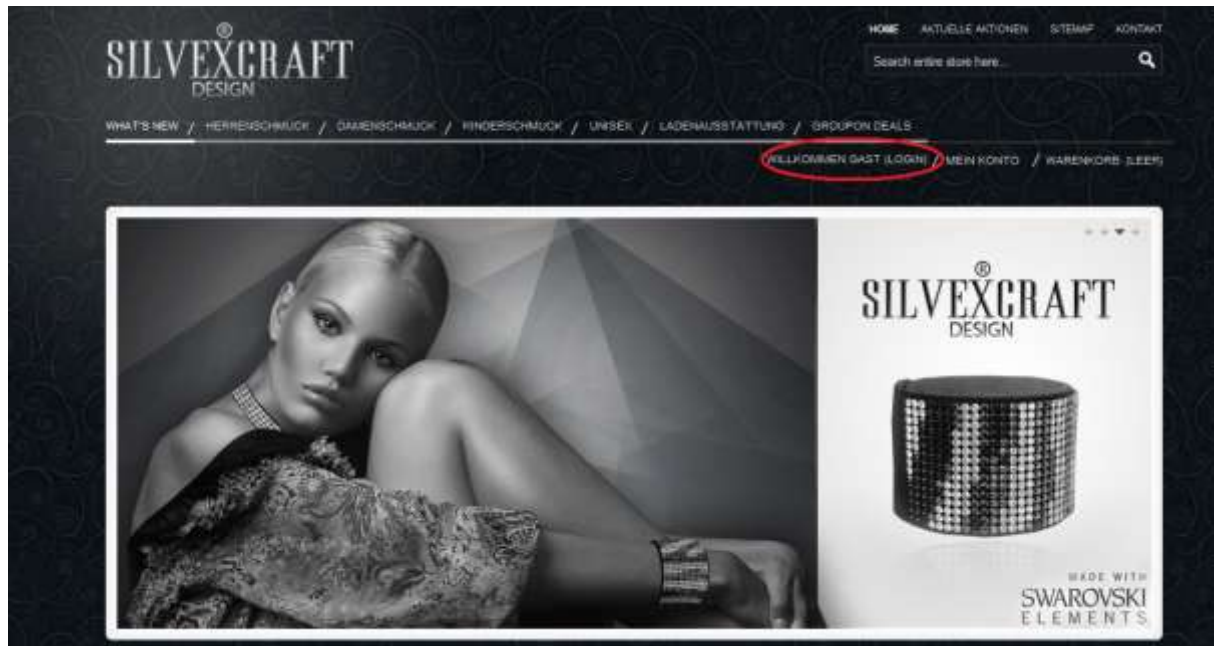 SILVEXCRAFT®
DESIGN
HOME AKTUELLE AKTIONEN SITEMAP KONTAKT
Search entire store here...
WHAT'S NEW / HERRENSCHMUCK / DAMENSCHMUCK / KINDERSCHMUCK / UNISEX / LADENAUSSTATTUNG / GROUPON DEALS
WILLKOMMEN GAST (LOGIN) / MEIN KONTO / WARENKORB: (LEER)
SILVEXCRAFT®
DESIGN
MADE WITH
SWAROVSKI
ELEMENTS